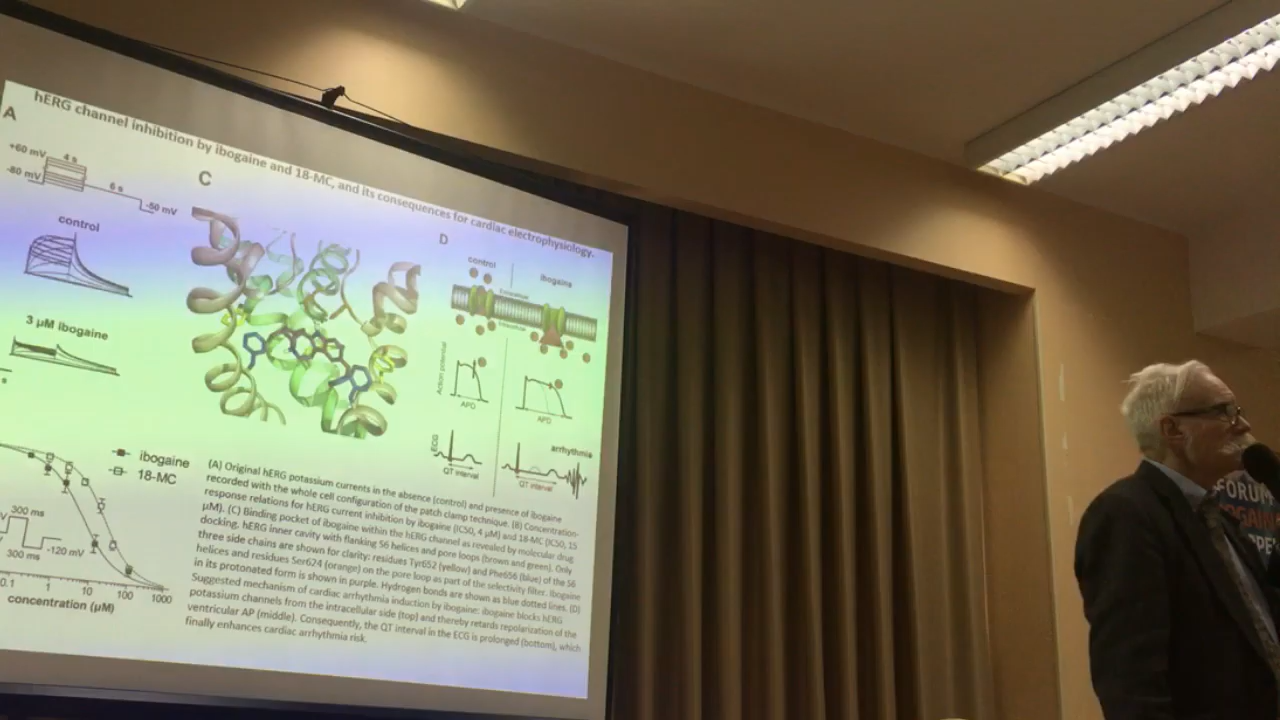 hERG channel inhibition by ibogaine and 18-MC, and its consequences for cardiac electrophysiology.
A
+60 mV
4 s
-80 mV
6 s
-50 mV
control
3 µM ibogaine
ibogaine
18-MC
300 ms
300 ms
-120 mV
0.1 1 10 100 1000
concentration (µM)
C
D
control
ibogaine
Extracellular
Action potential
APD
APD
ECG
QT interval
arrhythmia
QT interval
(A) Original hERG potassium currents in the absence (control) and presence of ibogaine
recorded with the whole cell configuration of the patch clamp technique. (B) Concentration-
response relations for hERG current inhibition by ibogaine (IC50, 4 µM) and 18-MC (IC50, 15
µM). (C) Binding pocket of ibogaine within the hERG channel as revealed by molecular drug
docking. hERG inner cavity with flanking S6 helices and pore loops (brown and green). Only
three side chains are shown for clarity: residues Tyr652 (yellow) and Phe656 (blue) of the S6
helices and residues Ser624 (orange) on the pore loop as part of the selectivity filter. Ibogaine
in its protonated form is shown in purple. Hydrogen bonds are shown as blue dotted lines. (D)
Suggested mechanism of cardiac arrhythmia induction by ibogaine: ibogaine blocks hERG
potassium channels from the intracellular side (top) and thereby retards repolarization of the
ventricular AP (middle). Consequently, the QT interval in the ECG is prolonged (bottom), which
finally enhances cardiac arrhythmia risk.
FORUM